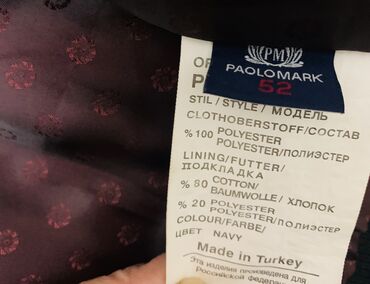 PM
PAOLOMARK
52
STIL / STYLE / МОДЕЛЬ
CLOTHOBERSTOFF/СОСТАВ
% 100 POLYESTER
POLYESTER/ПОЛИЭСТЕР
LINING/FUTTER/
ПОДКЛАДКА
% 80 COTTON/
BAUMWOLLE / ХЛОПОК
% 20 POLYESTER
POLYESTER/ПОЛИЭСТЕР
COLOUR/FARBE/
ЦВЕТ NAVY
Made in Turkey
Эта изделия произведена для
Российской